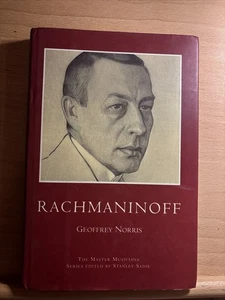 RACHMANINOFF
GEOFFREY NORRIS
THE MASTER MUSICIANS
SERIES EDITED BY STANLEY SADIE